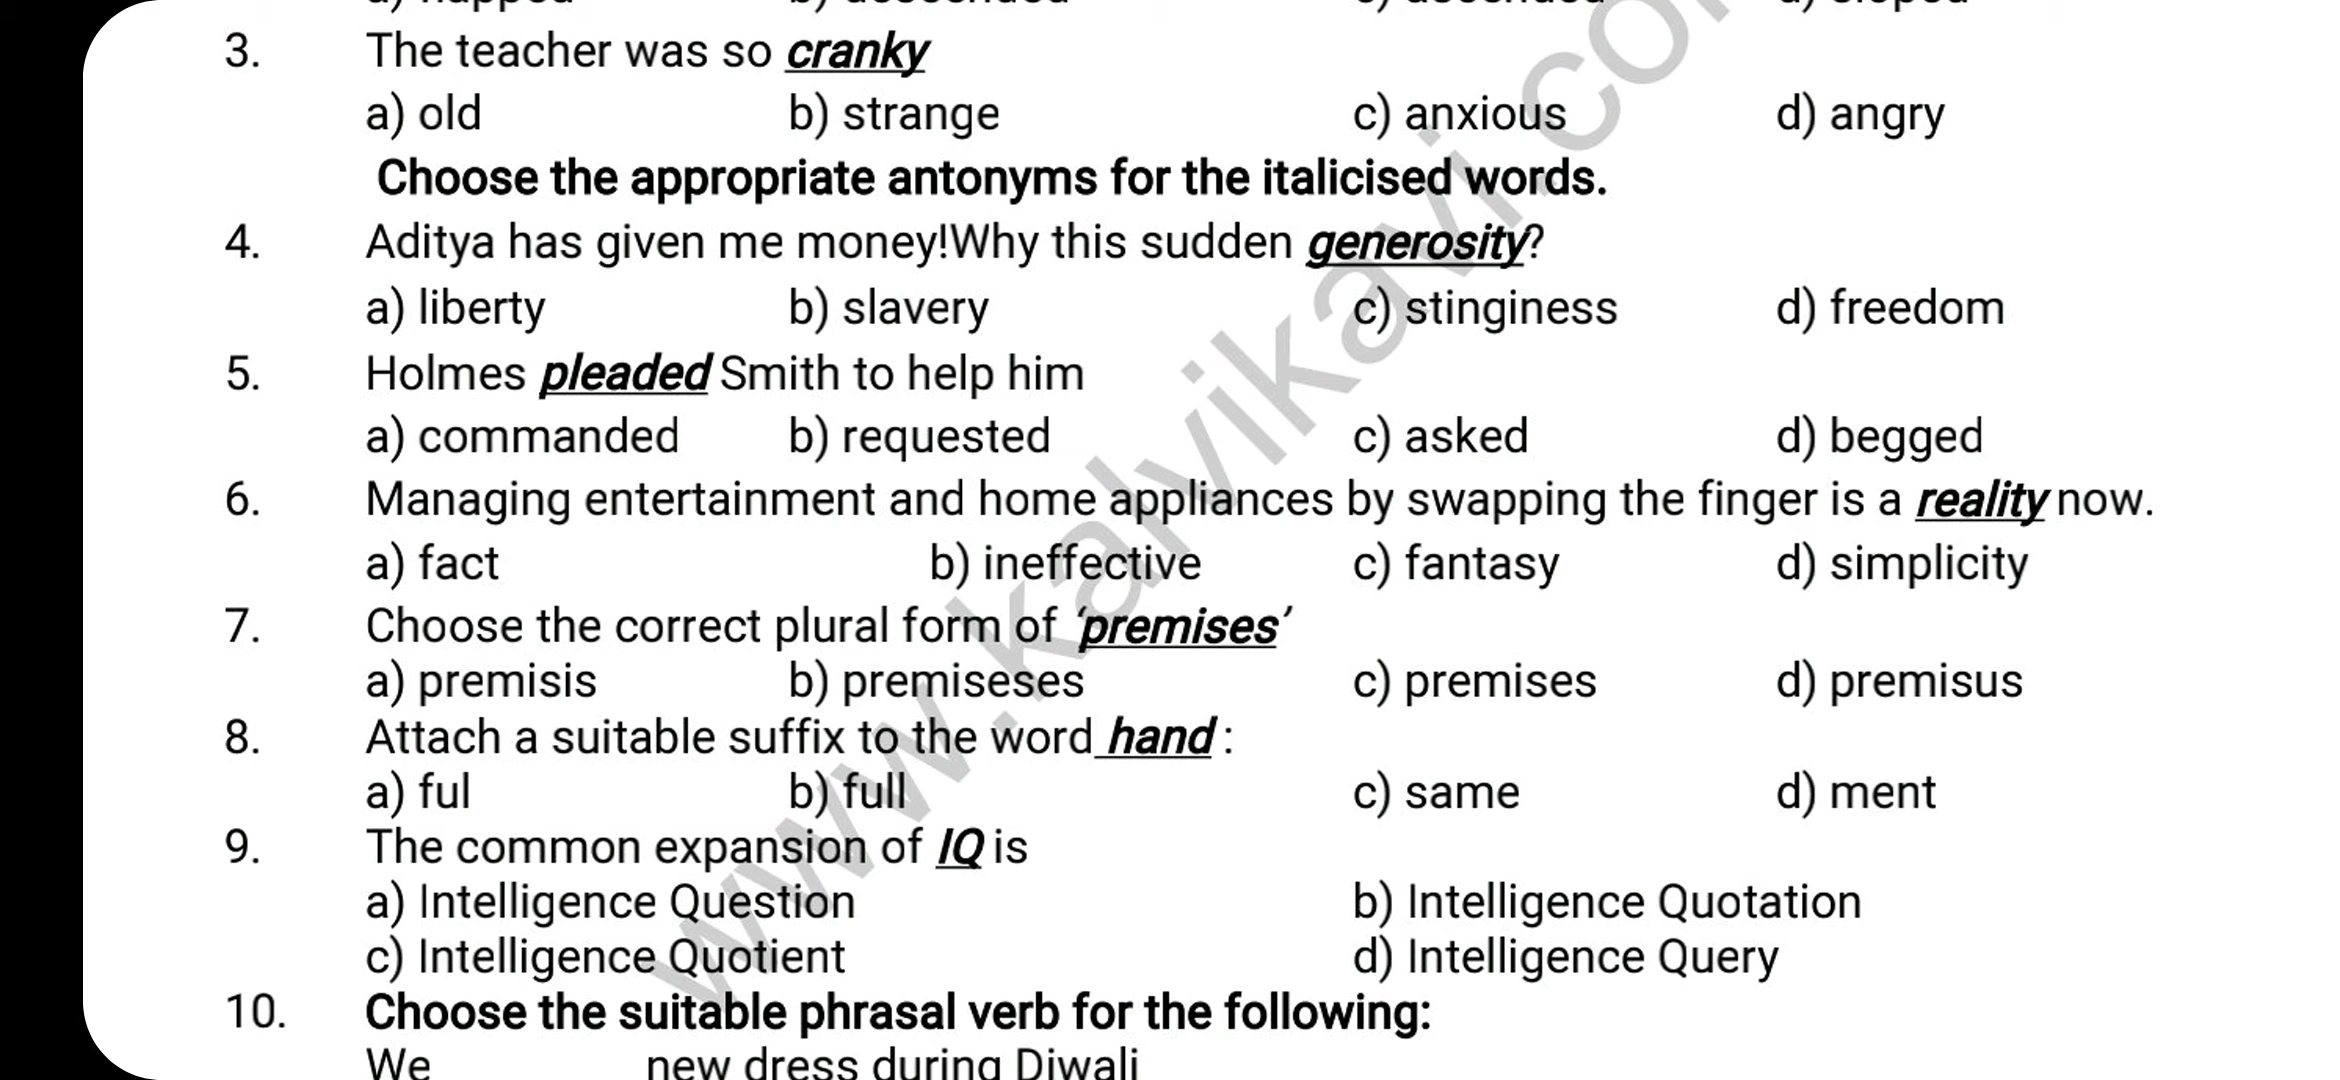 3. The teacher was so cranky
a) old b) strange c) anxious d) angry
Choose the appropriate antonyms for the italicised words.
4. Aditya has given me money!Why this sudden generosity?
a) liberty b) slavery c) stinginess d) freedom
5. Holmes pleaded Smith to help him
a) commanded b) requested c) asked d) begged
6. Managing entertainment and home appliances by swapping the finger is a reality now.
a) fact b) ineffective c) fantasy d) simplicity
7. Choose the correct plural form of ‘premises’
a) premisis b) premiseses c) premises d) premisus
8. Attach a suitable suffix to the word hand :
a) ful b) full c) same d) ment
9. The common expansion of IQ is
a) Intelligence Question b) Intelligence Quotation
c) Intelligence Quotient d) Intelligence Query
10. Choose the suitable phrasal verb for the following:
We new dress during Diwali
www.kalvikavi.co